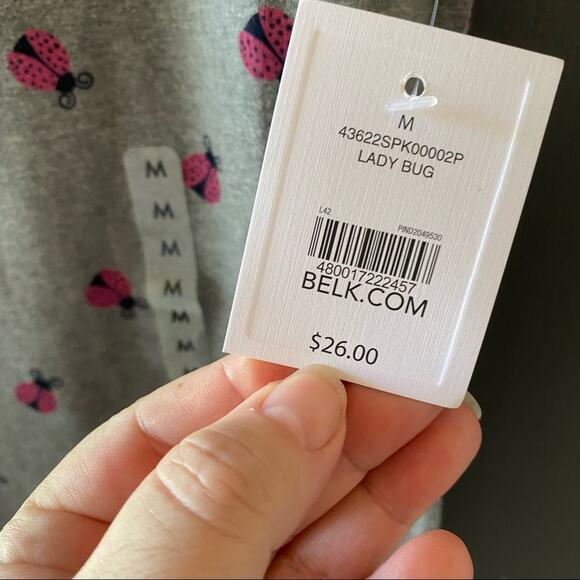 M
43622SPK00002P
LADY BUG
L42 PIND2049530
480017222457
BELK.COM
$26.00
M
M
M
M
M
M
M